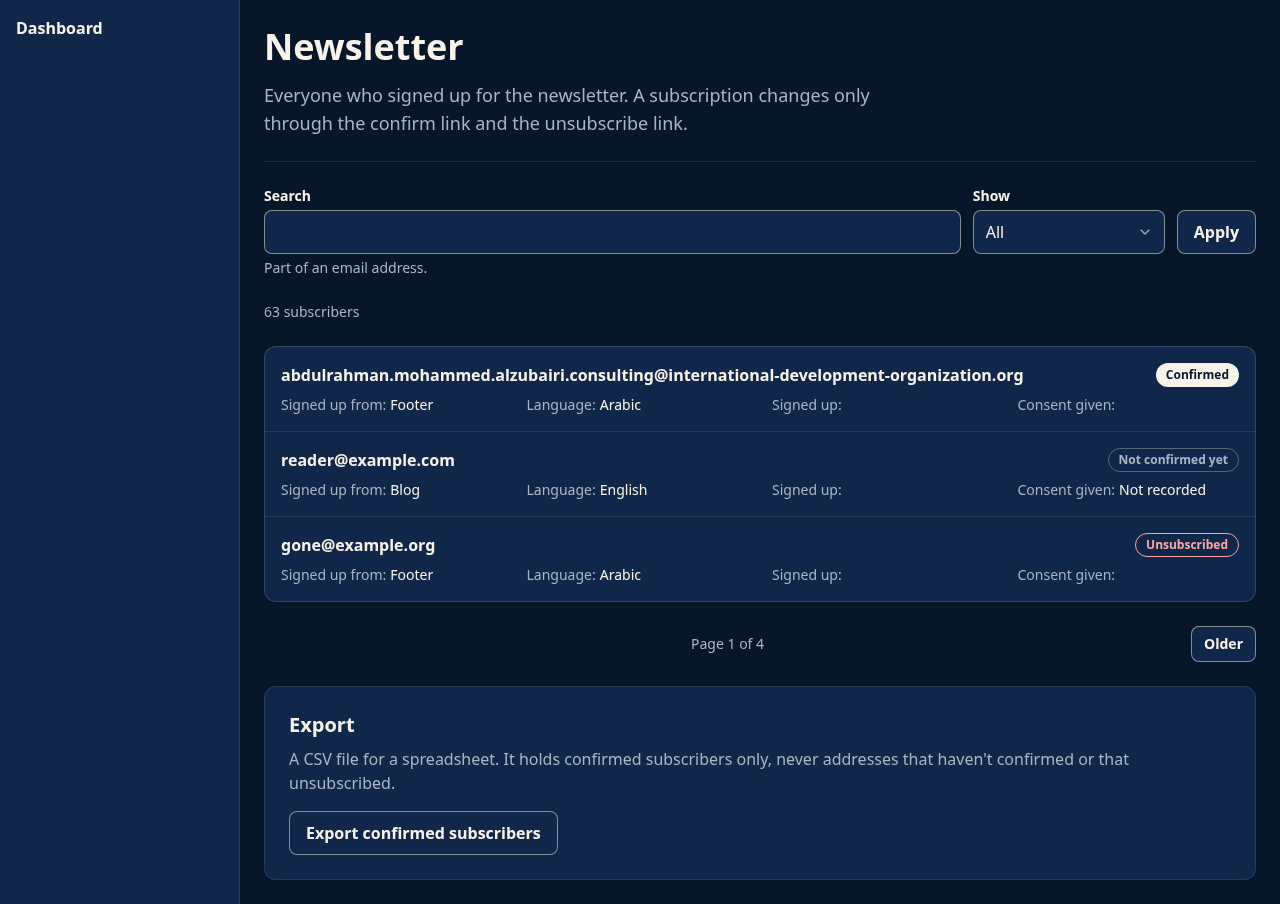 Dashboard
Newsletter
Everyone who signed up for the newsletter. A subscription changes only
through the confirm link and the unsubscribe link.
Search
Show
All
Apply
Part of an email address.
63 subscribers
abdulrahman.mohammed.alzubairi.consulting@international-development-organization.org
Confirmed
Signed up from: Footer
Language: Arabic
Signed up:
Consent given:
reader@example.com
Not confirmed yet
Signed up from: Blog
Language: English
Signed up:
Consent given: Not recorded
gone@example.org
Unsubscribed
Signed up from: Footer
Language: Arabic
Signed up:
Consent given:
Page 1 of 4
Older
Export
A CSV file for a spreadsheet. It holds confirmed subscribers only, never addresses that haven't confirmed or that
unsubscribed.
Export confirmed subscribers